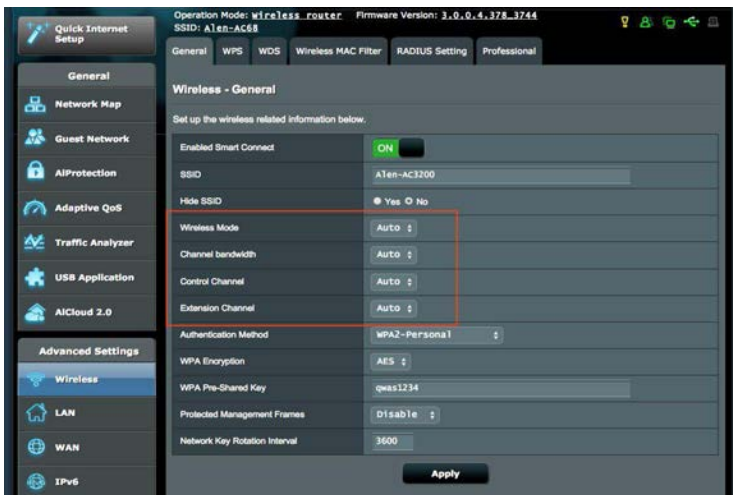 Quick Internet
Setup
Operation Mode: Wireless router Firmware Version: 3.0.0.4.378_3744
SSID: Alen-AC68
General WPS WDS Wireless MAC Filter RADIUS Setting Professional
General
Network Map
Guest Network
AiProtection
Adaptive QoS
Traffic Analyzer
USB Application
AiCloud 2.0
Advanced Settings
Wireless
LAN
WAN
IPv6
Wireless - General
Set up the wireless related information below.
Enabled Smart Connect ON
SSID Alen-AC3200
Hide SSID Yes No
Wireless Mode Auto
Channel bandwidth Auto
Control Channel Auto
Extension Channel Auto
Authentication Method WPA2-Personal
WPA Encryption AES
WPA Pre-Shared Key qwas1234
Protected Management Frames Disable
Network Key Rotation Interval 3600
Apply